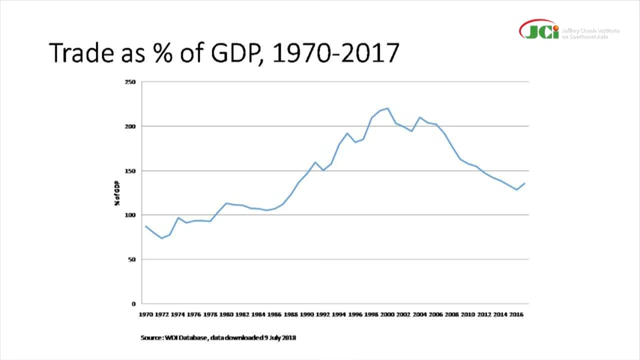 JCI
Jeffrey Cheah Institute
on Southeast Asia
Trade as % of GDP, 1970-2017
250
200
150
100
50
0
% of GDP
1970 1972 1974 1976 1978 1980 1982 1984 1986 1988 1990 1992 1994 1996 1998 2000 2002 2004 2006 2008 2010 2012 2014 2016
Source: WDI Database, data downloaded 9 July 2018